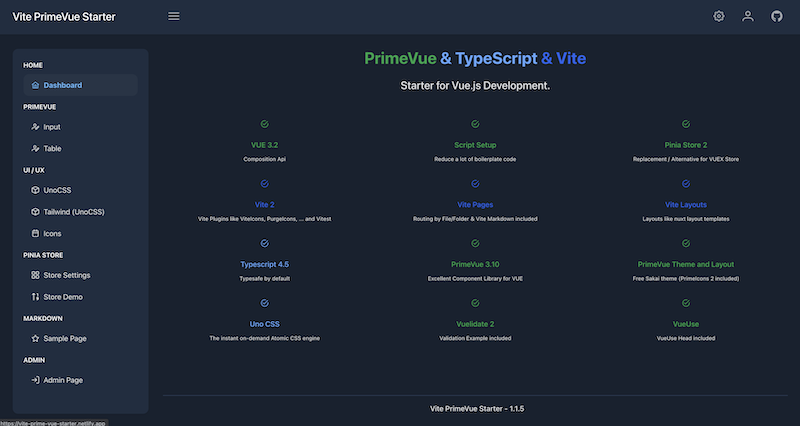 Vite PrimeVue Starter
HOME
Dashboard
PRIMEVUE
Input
Table
UI / UX
UnoCSS
Tailwind (UnoCSS)
Icons
PINIA STORE
Store Settings
Store Demo
MARKDOWN
Sample Page
ADMIN
Admin Page
PrimeVue & TypeScript & Vite
Starter for Vue.js Development.
VUE 3.2
Composition Api
Script Setup
Reduce a lot of boilerplate code
Pinia Store 2
Replacement / Alternative for VUEX Store
Vite 2
Vite Plugins like ViteIcons, PurgeIcons, ... and Vitest
Vite Pages
Routing by File/Folder & Vite Markdown included
Vite Layouts
Layouts like nuxt layout templates
Typescript 4.5
Typesafe by default
PrimeVue 3.10
Excellent Component Library for VUE
PrimeVue Theme and Layout
Free Sakai theme (PrimeIcons 2 Included)
Uno CSS
The instant on-demand Atomic CSS engine
Vuelidate 2
Validation Example included
VueUse
VueUse Head included
Vite PrimeVue Starter - 1.1.5
https://vite-prime-vue-starter.netlify.app